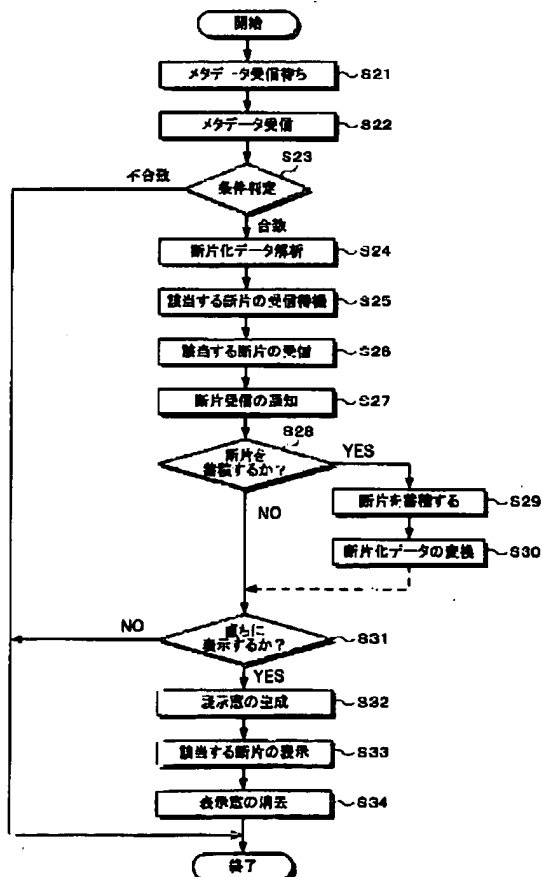 開始
メタデータ受信待ち
S21
メタデータ受信
S22
S23
条件判定
不合致
合致
断片化データ解析
S24
該当する断片の受信待機
S25
該当する断片の受信
S26
断片受信の通知
S27
S28
断片を
蓄積するか？
YES
NO
断片を蓄積する
S29
断片化データの変換
S30
直ちに
表示するか？
S31
NO
YES
表示窓の生成
S32
該当する断片の表示
S33
表示窓の消去
S34
終了